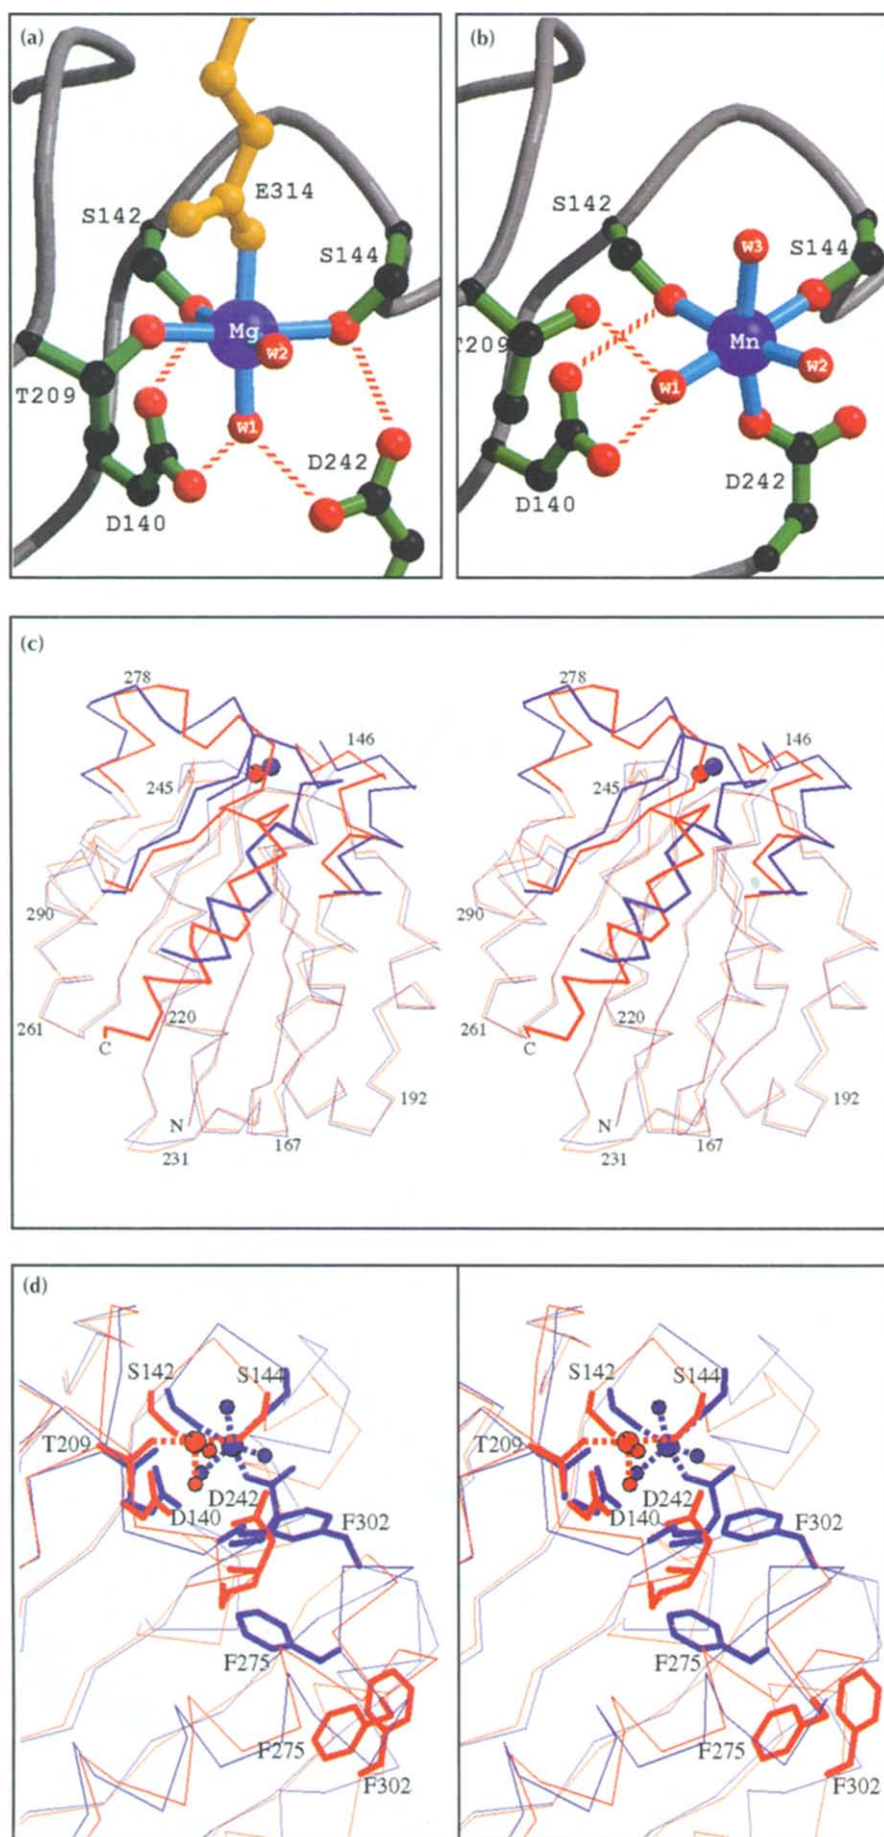 (a)
E314
S142
S144
Mg
W2
T209
W1
D242
D140
(b)
S142
W3
S144
T209
Mn
W2
W1
D242
D140
(c)
278
146
245
290
261
C
220
N
231
167
192
278
146
245
290
261
C
220
N
231
167
192
(d)
S142
S144
T209
D242
D140
F302
F275
F275
F302
S142
S144
T209
D242
D140
F302
F275
F275
F302